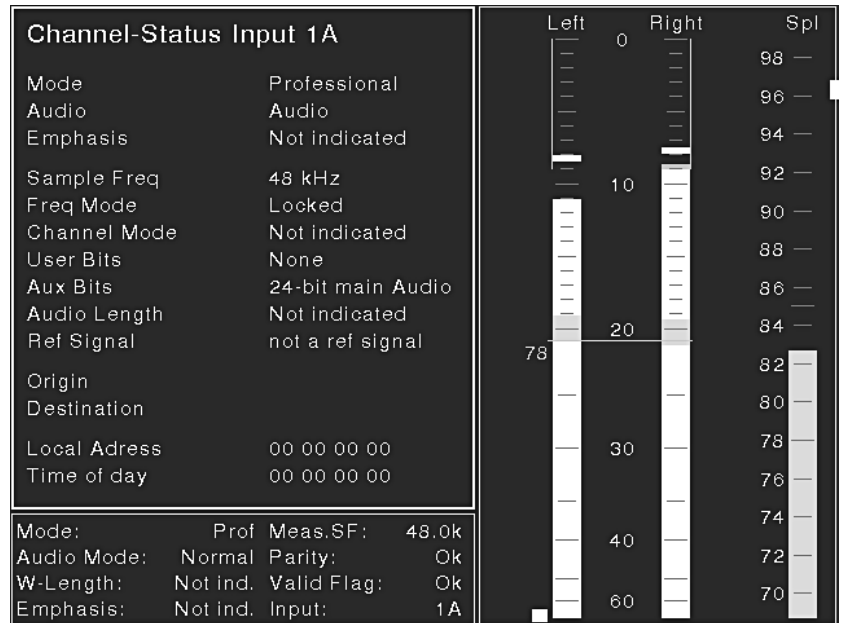 Channel-Status Input 1A
Mode Professional
Audio Audio
Emphasis Not indicated
Sample Freq 48 kHz
Freq Mode Locked
Channel Mode Not indicated
User Bits None
Aux Bits 24-bit main Audio
Audio Length Not indicated
Ref Signal not a ref signal
Origin
Destination
Local Adress 00 00 00 00
Time of day 00 00 00 00
Mode: Prof Meas.SF: 48.0k
Audio Mode: Normal Parity: Ok
W-Length: Not ind. Valid Flag: Ok
Emphasis: Not ind. Input: 1A
Left Right Spl
0
10
20
78
30
40
60
98
96
94
92
90
88
86
84
82
80
78
76
74
72
70